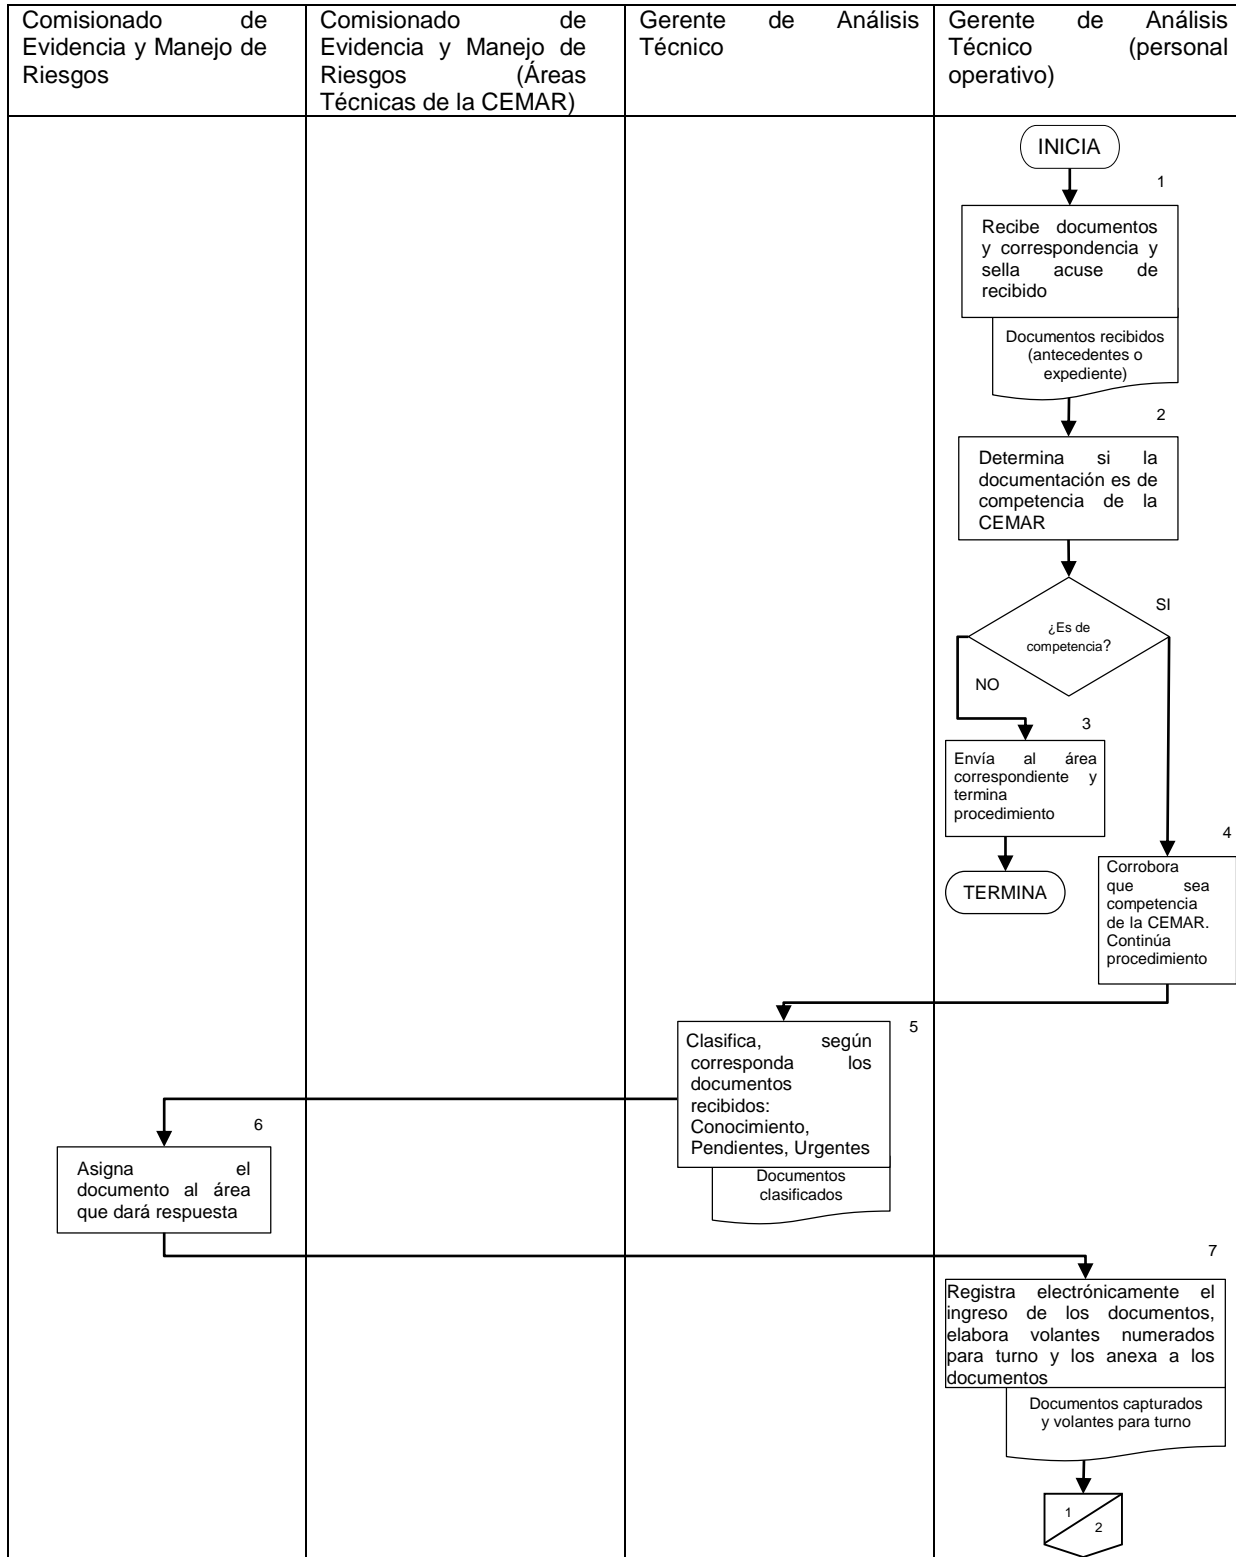 Comisionado de
Evidencia y Manejo de
Riesgos
Comisionado de
Evidencia y Manejo de
Riesgos (Áreas
Técnicas de la CEMAR)
Gerente de Análisis
Técnico
Gerente de Análisis
Técnico (personal
operativo)
INICIA
1
Recibe documentos
y correspondencia y
sella acuse de
recibido
Documentos recibidos
(antecedentes o
expediente)
2
Determina si la
documentación es de
competencia de la
CEMAR
¿Es de
competencia?
SI
NO
3
Envía al área
correspondiente y
termina
procedimiento
TERMINA
4
Corrobora
que sea
competencia
de la CEMAR.
Continúa
procedimiento
5
Clasifica, según
corresponda los
documentos
recibidos:
Conocimiento,
Pendientes, Urgentes
Documentos
clasificados
6
Asigna el
documento al área
que dará respuesta
7
Registra electrónicamente el
ingreso de los documentos,
elabora volantes numerados
para turno y los anexa a los
documentos
Documentos capturados
y volantes para turno
1
2